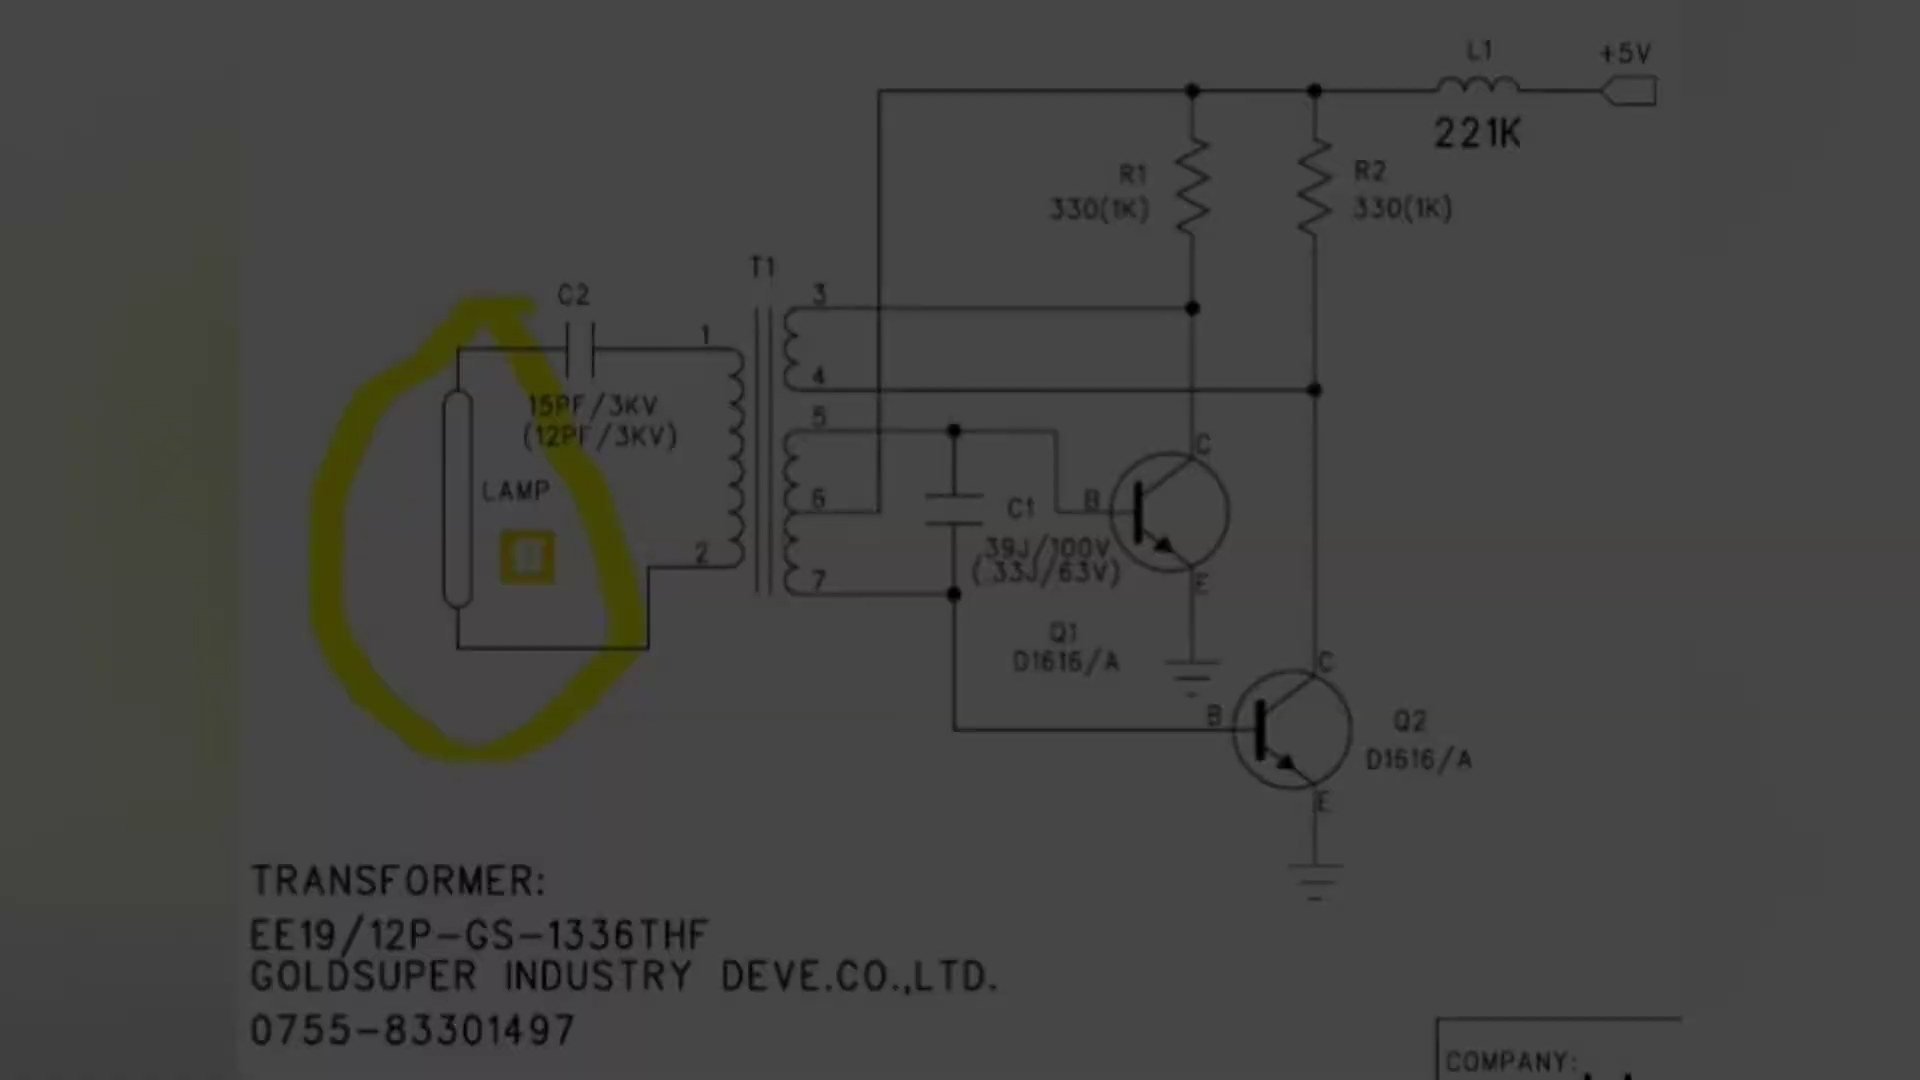 L1
+5V
221K
R1
330(1K)
R2
330(1K)
T1
C2
1
3
4
15PF/3KV
(12PF/3KV)
5
LAMP
6
2
7
C1
.39J/100V
(.33J/63V)
B
C
E
Q1
D1616/A
B
C
E
Q2
D1616/A
TRANSFORMER:
EE19/12P-GS-1336THF
GOLDSUPER INDUSTRY DEVE.CO.,LTD.
0755-83301497
COMPANY: